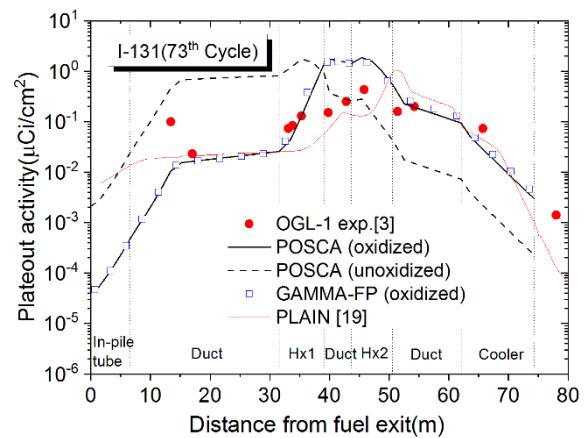 I-131(73th Cycle)
Plateout activity(μCi/cm²)
10¹
10⁰
10⁻¹
10⁻²
10⁻³
10⁻⁴
10⁻⁵
10⁻⁶
OGL-1 exp.[3]
POSCA (oxidized)
POSCA (unoxidized)
GAMMA-FP (oxidized)
PLAIN [19]
In-pile
tube
Duct
Hx1
Duct
Hx2
Duct
Cooler
0 10 20 30 40 50 60 70 80
Distance from fuel exit(m)